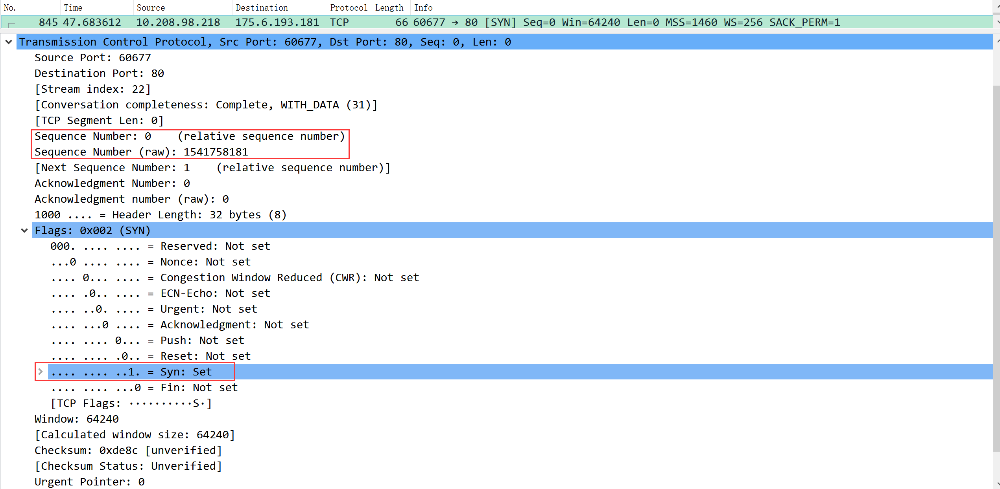 No. Time Source Destination Protocol Length Info
845 47.683612 10.208.98.218 175.6.193.181 TCP 66 60677 → 80 [SYN] Seq=0 Win=64240 Len=0 MSS=1460 WS=256 SACK_PERM=1
Transmission Control Protocol, Src Port: 60677, Dst Port: 80, Seq: 0, Len: 0
Source Port: 60677
Destination Port: 80
[Stream index: 22]
[Conversation completeness: Complete, WITH_DATA (31)]
[TCP Segment Len: 0]
Sequence Number: 0    (relative sequence number)
Sequence Number (raw): 1541758181
[Next Sequence Number: 1    (relative sequence number)]
Acknowledgment Number: 0
Acknowledgment number (raw): 0
1000 .... = Header Length: 32 bytes (8)
Flags: 0x002 (SYN)
000. .... .... = Reserved: Not set
...0 .... .... = Nonce: Not set
.... 0... .... = Congestion Window Reduced (CWR): Not set
.... .0.. .... = ECN-Echo: Not set
.... ..0. .... = Urgent: Not set
.... ...0 .... = Acknowledgment: Not set
.... .... 0... = Push: Not set
.... .... .0.. = Reset: Not set
.... .... ..1. = Syn: Set
.... .... ...0 = Fin: Not set
[TCP Flags: ··········S·]
Window: 64240
[Calculated window size: 64240]
Checksum: 0xde8c [unverified]
[Checksum Status: Unverified]
Urgent Pointer: 0